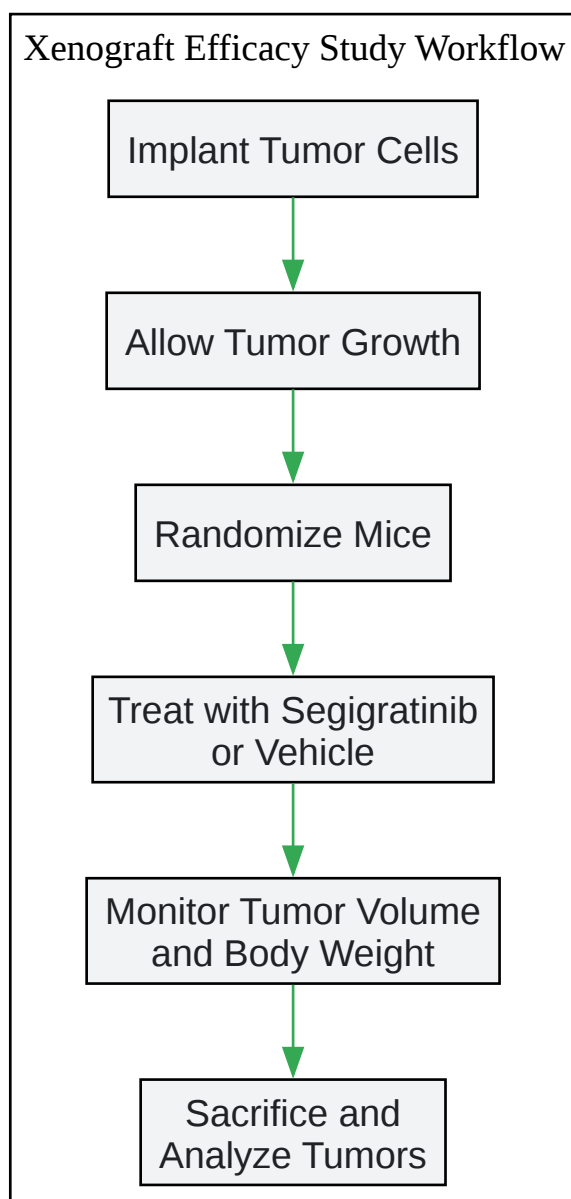 Xenograft Efficacy Study Workflow
Implant Tumor Cells
Allow Tumor Growth
Randomize Mice
Treat with Segigratinib
or Vehicle
Monitor Tumor Volume
and Body Weight
Sacrifice and
Analyze Tumors